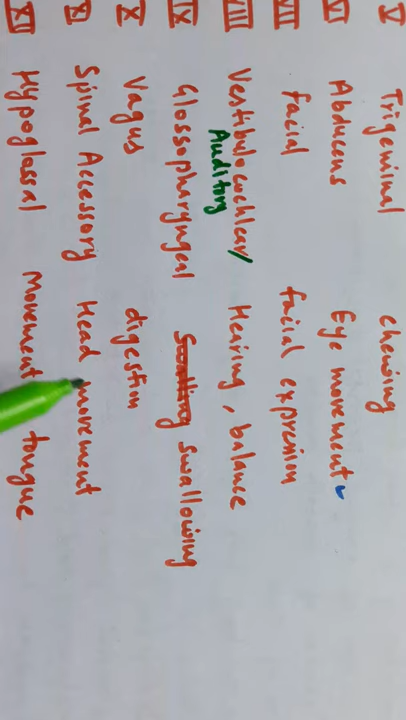 V Trigeminal chewing
VI Abducens Eye movement
VII facial facial expression
VIII Vestibulocochlear/ Hearing, balance
Auditory
IX Glossopharyngeal swallowing
X Vagus digestion
XI Spinal Accessory Head movement
XII Hypoglossal Movement tongue